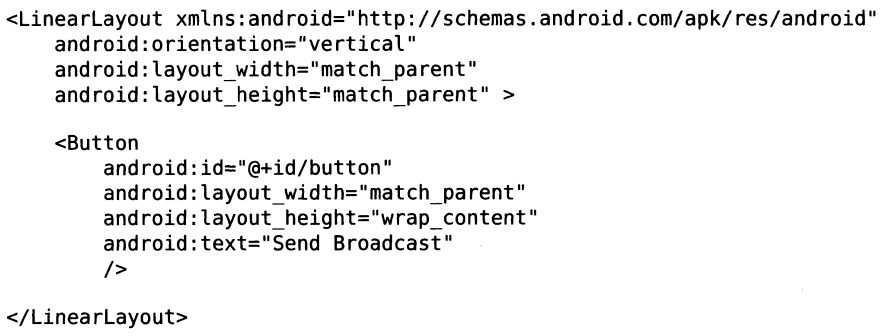 <LinearLayout xmlns:android="http://schemas.android.com/apk/res/android"
    android:orientation="vertical"
    android:layout_width="match_parent"
    android:layout_height="match_parent" >

    <Button
        android:id="@+id/button"
        android:layout_width="match_parent"
        android:layout_height="wrap_content"
        android:text="Send Broadcast"
        />

</LinearLayout>